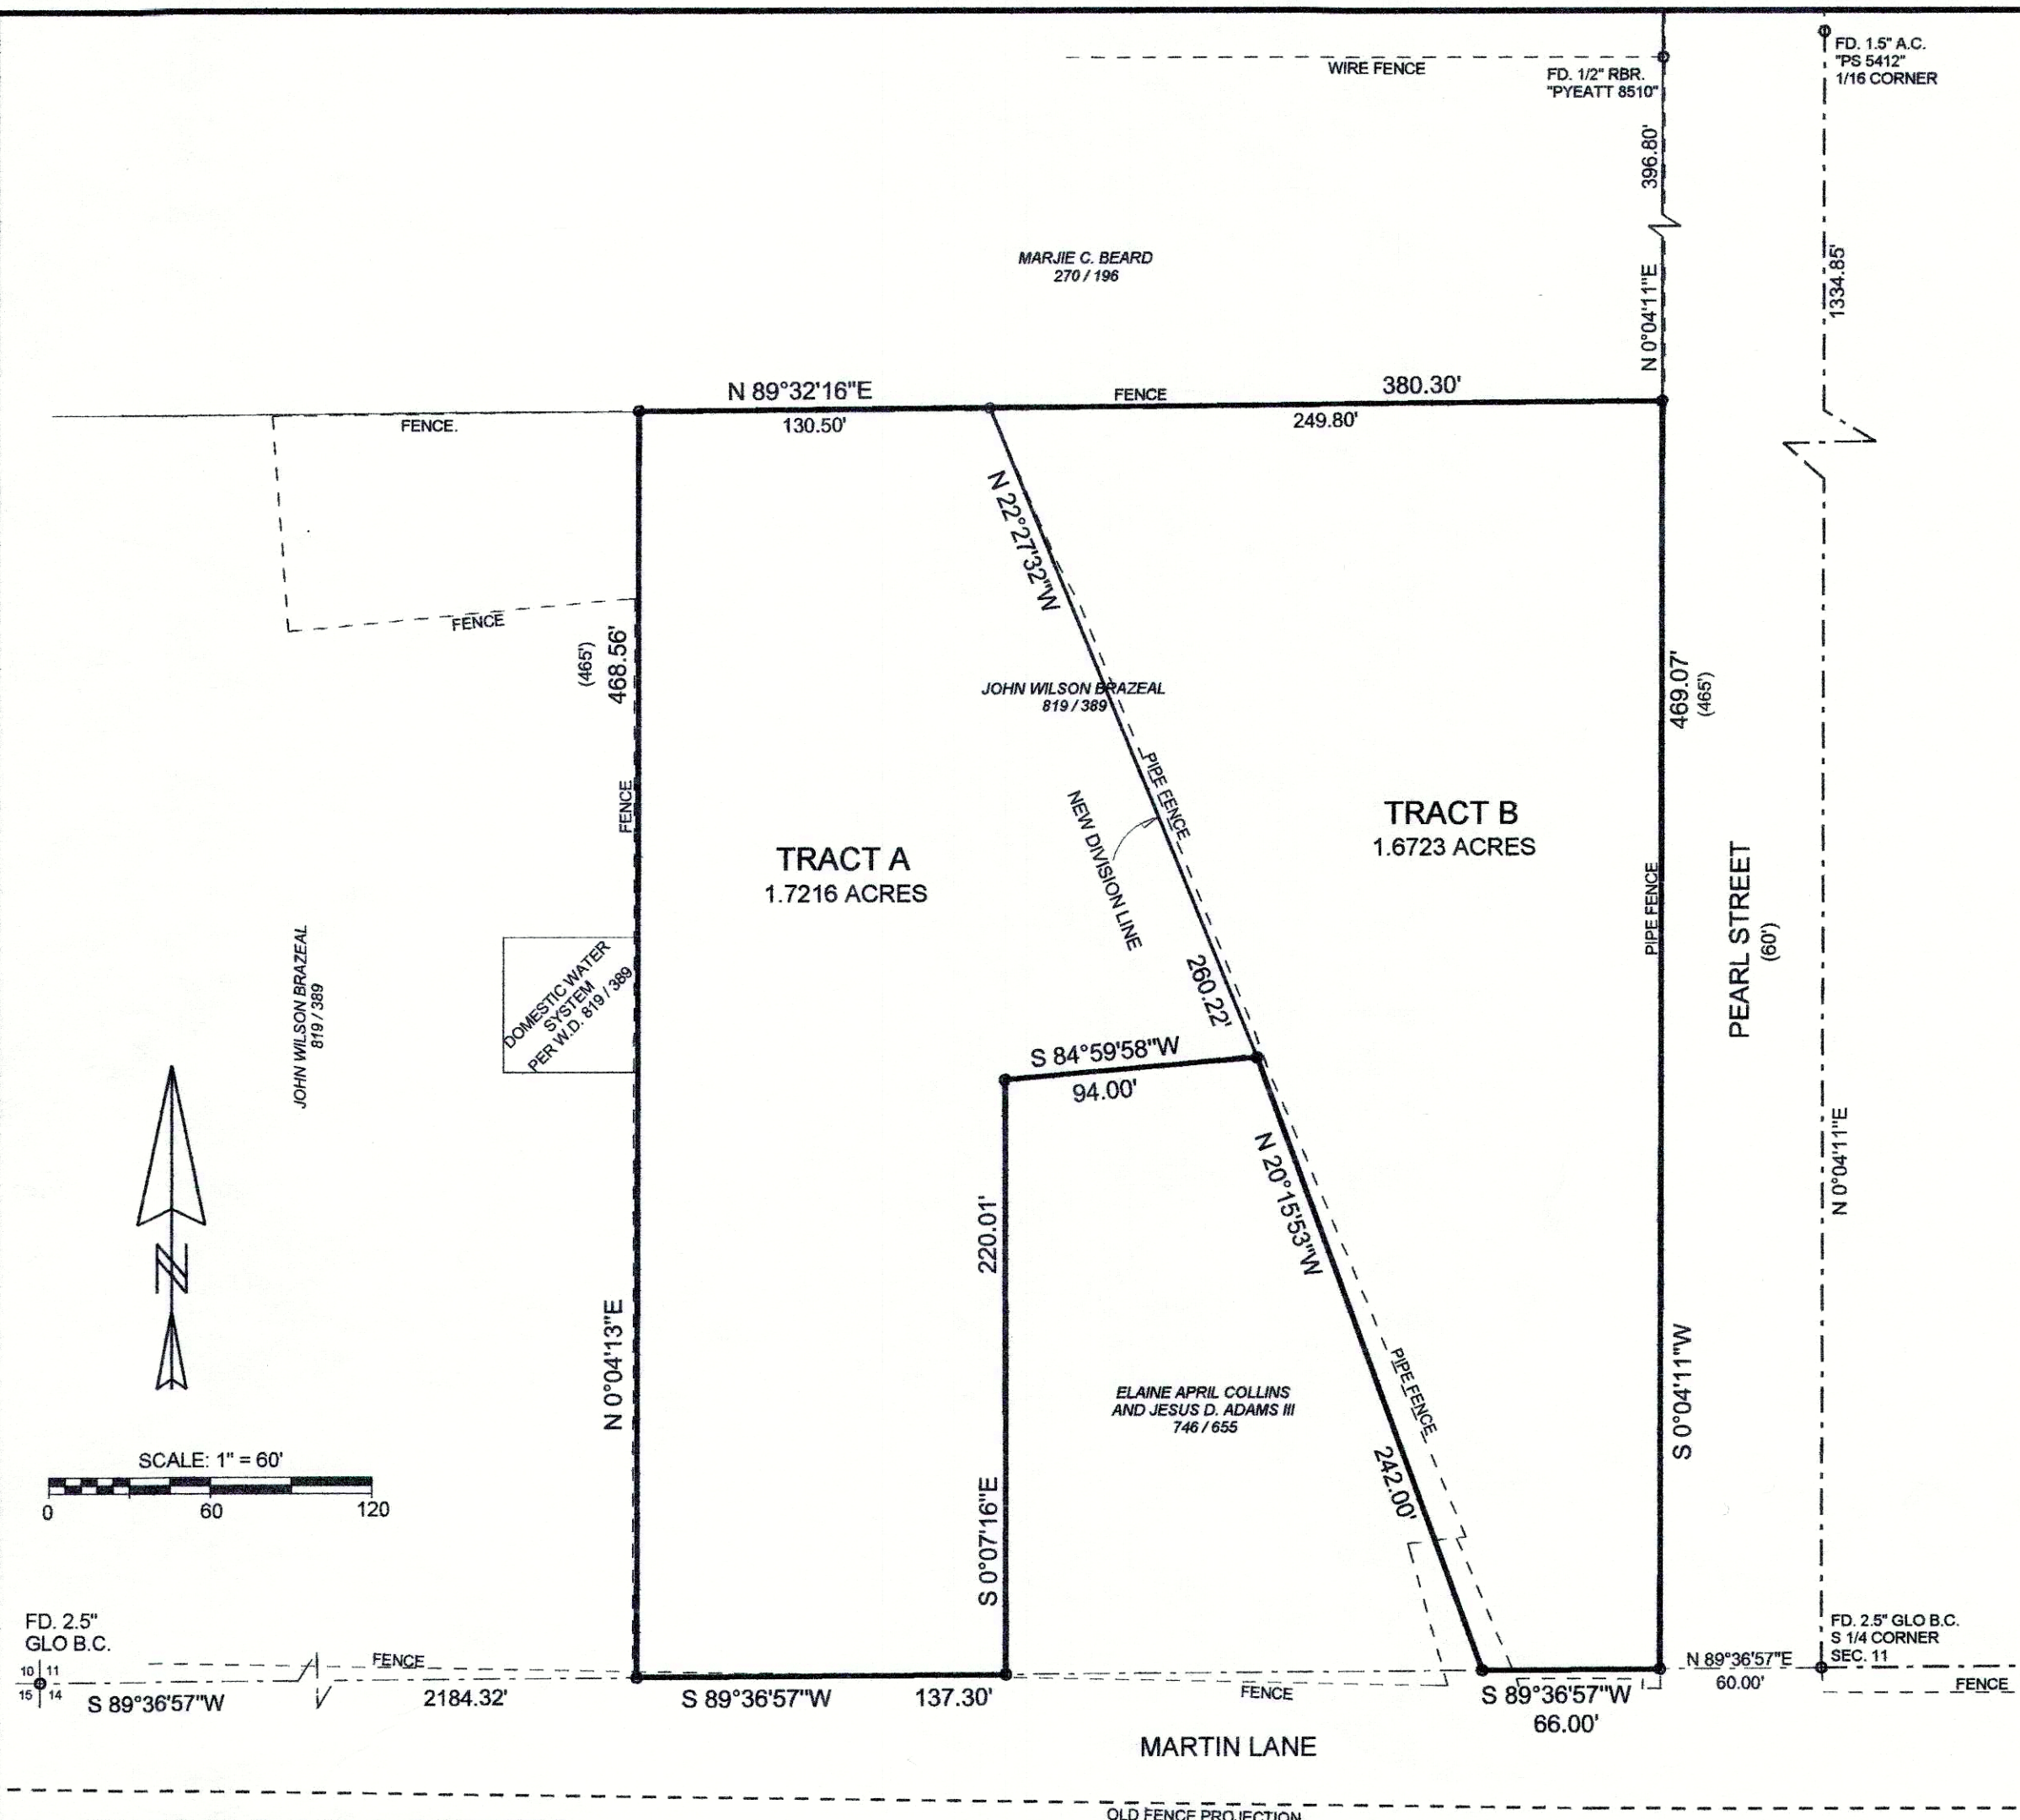 FD. 1.5" A.C.
"PS 5412"
1/16 CORNER
WIRE FENCE
FD. 1/2" RBR.
"PYEATT 8510"
396.80'
N 0°04'11"E
1334.85'
MARJIE C. BEARD
270 / 196
N 89°32'16"E
130.50'
FENCE
380.30'
249.80'
FENCE.
FENCE
(465')
468.56'
FENCE
N 22°27'32"W
JOHN WILSON BRAZEAL
819 / 389
469.07'
(465')
PIPE FENCE
NEW DIVISION LINE
TRACT A
1.7216 ACRES
TRACT B
1.6723 ACRES
PIPE FENCE
PEARL STREET
(60')
JOHN WILSON BRAZEAL
819 / 389
DOMESTIC WATER
SYSTEM
PER W.D. 819 / 389
260.22'
S 84°59'58"W
94.00'
N 20°15'53"W
N 0°04'11"E
220.01'
N 0°04'13"E
N
S 0°04'11"W
PIPE FENCE
ELAINE APRIL COLLINS
AND JESUS D. ADAMS III
746 / 655
242.00'
S 0°07'16"E
SCALE: 1" = 60'
0 60 120
FD. 2.5"
GLO B.C.
10 11
15 14
S 89°36'57"W
FENCE
2184.32'
S 89°36'57"W
137.30'
FENCE
S 89°36'57"W
66.00'
N 89°36'57"E
60.00'
FD. 2.5" GLO B.C.
S 1/4 CORNER
SEC. 11
FENCE
MARTIN LANE
OLD FENCE PROJECTION